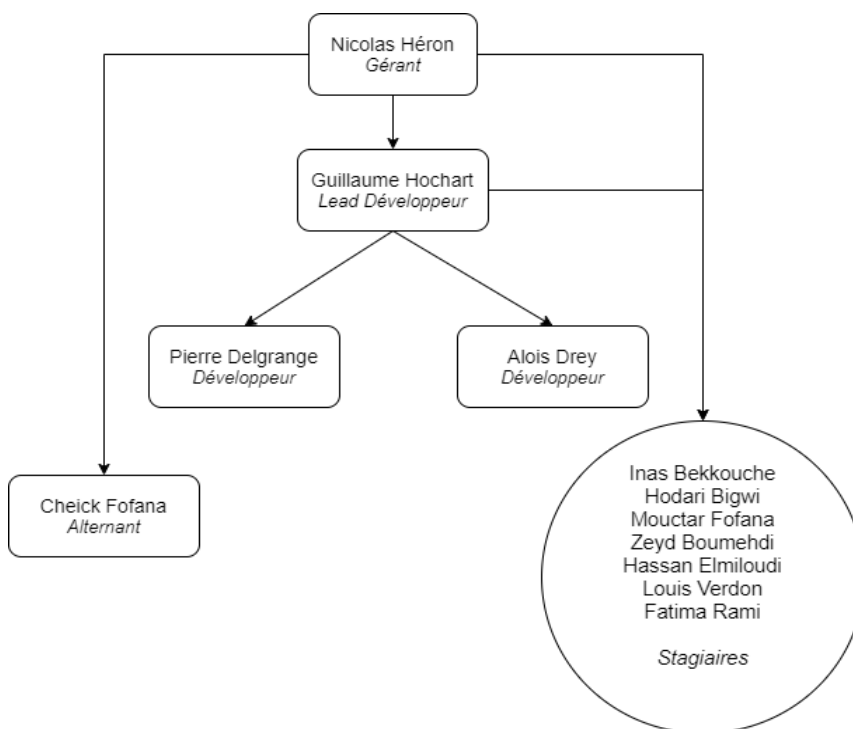 Nicolas Héron
Gérant
Guillaume Hochart
Lead Développeur
Pierre Delgrange
Développeur
Alois Drey
Développeur
Cheick Fofana
Alternant
Inas Bekkouche
Hodari Bigwi
Mouctar Fofana
Zeyd Boumehdi
Hassan Elmiloudi
Louis Verdon
Fatima Rami
Stagiaires